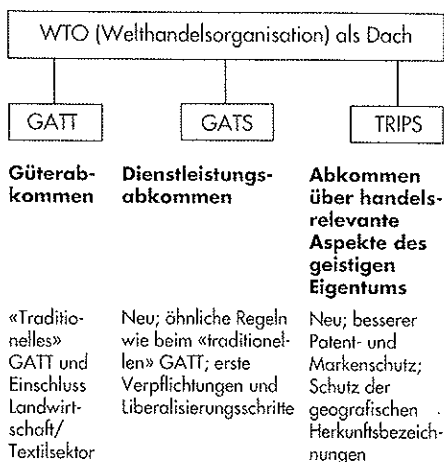 WTO (Welthandelsorganisation) als Dach
GATT
GATS
TRIPS
Güterab-
kommen
Dienstleistungs-
abkommen
Abkommen
über handels-
relevante
Aspekte des
geistigen
Eigentums
«Traditio-
nelles»
GATT und
Einschluss
Landwirt-
schaft/
Textilsektor
Neu; ähnliche Regeln
wie beim «traditionel-
len» GATT; erste
Verpflichtungen und
Liberalisierungsschritte
Neu; besserer
Patent- und
Markenschutz;
Schutz der
geografischen
Herkunftsbezeich-
nungen